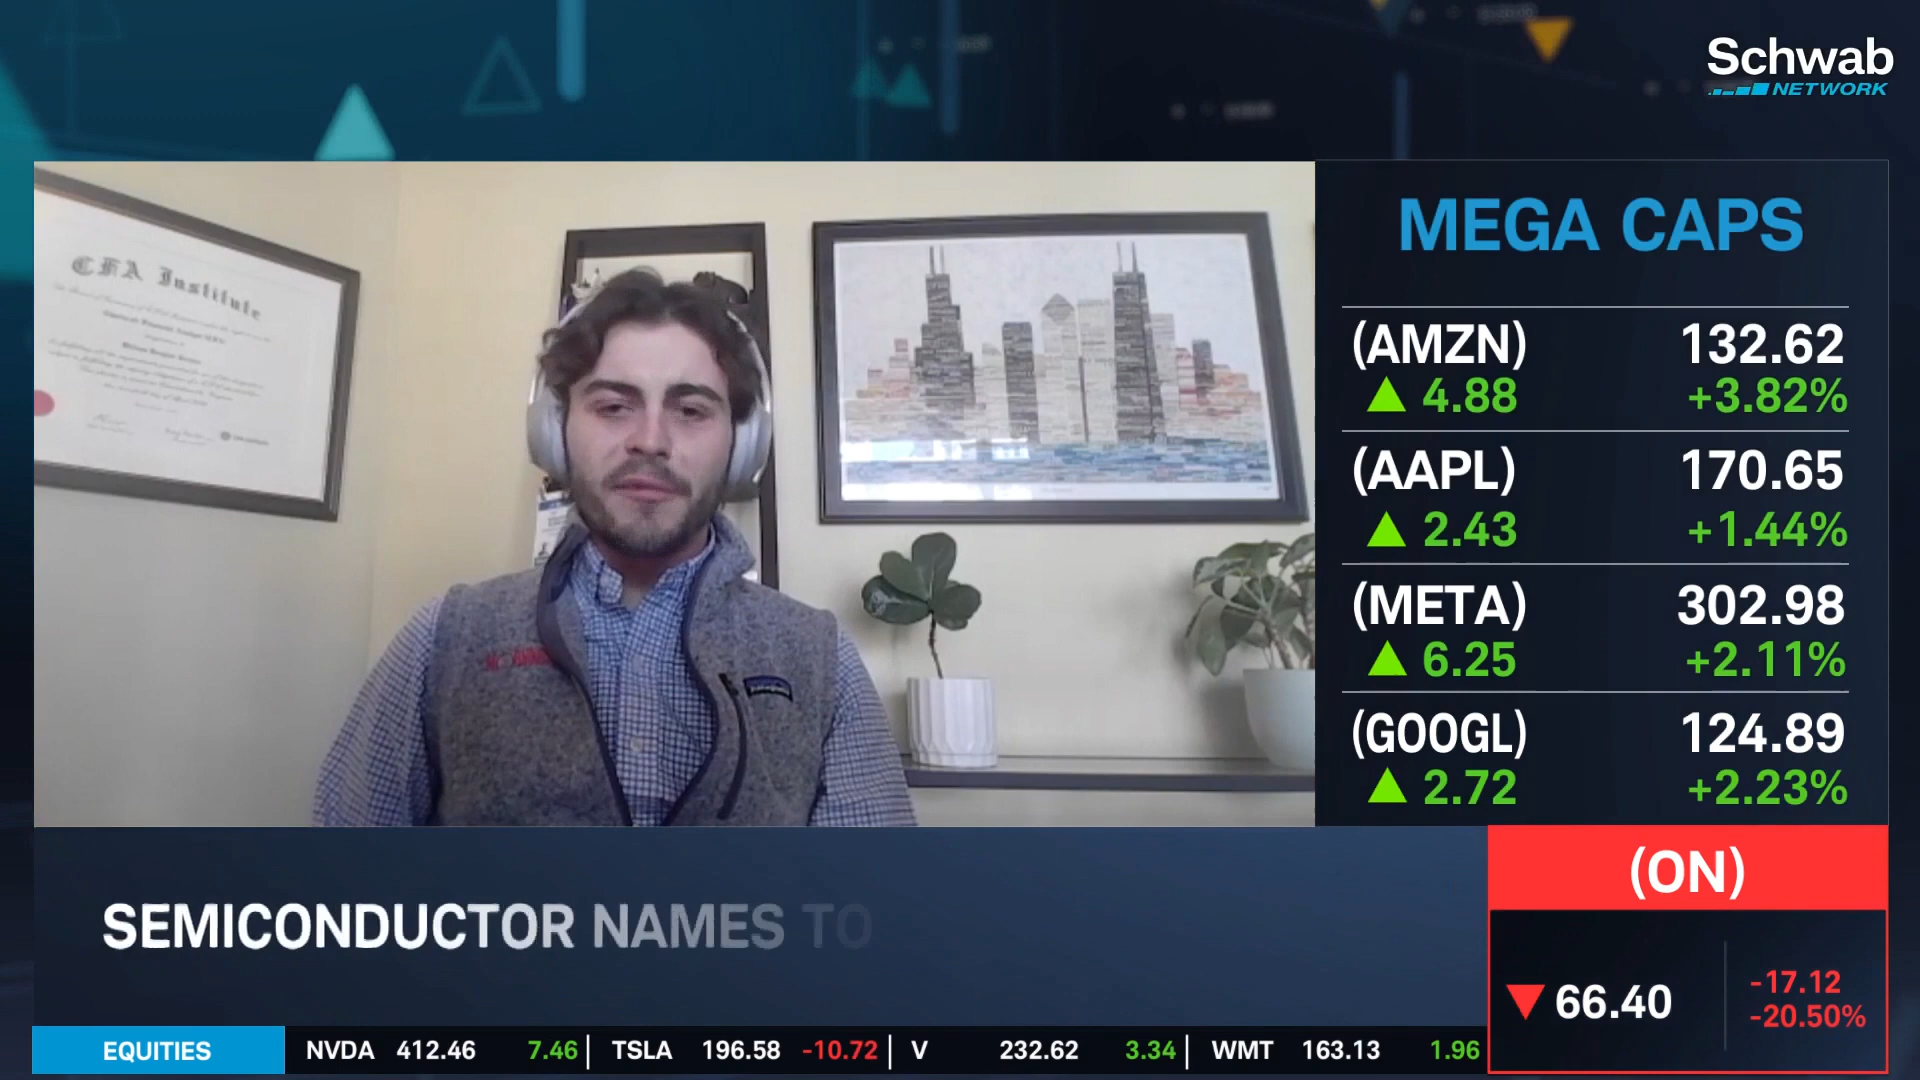 Schwab
NETWORK
CFA Institute
MEGA CAPS
(AMZN) 132.62
▲ 4.88 +3.82%
(AAPL) 170.65
▲ 2.43 +1.44%
(META) 302.98
▲ 6.25 +2.11%
(GOOGL) 124.89
▲ 2.72 +2.23%
SEMICONDUCTOR NAMES TO
(ON)
▼ 66.40
-17.12
-20.50%
EQUITIES NVDA 412.46 7.46 | TSLA 196.58 -10.72 | V 232.62 3.34 | WMT 163.13 1.96